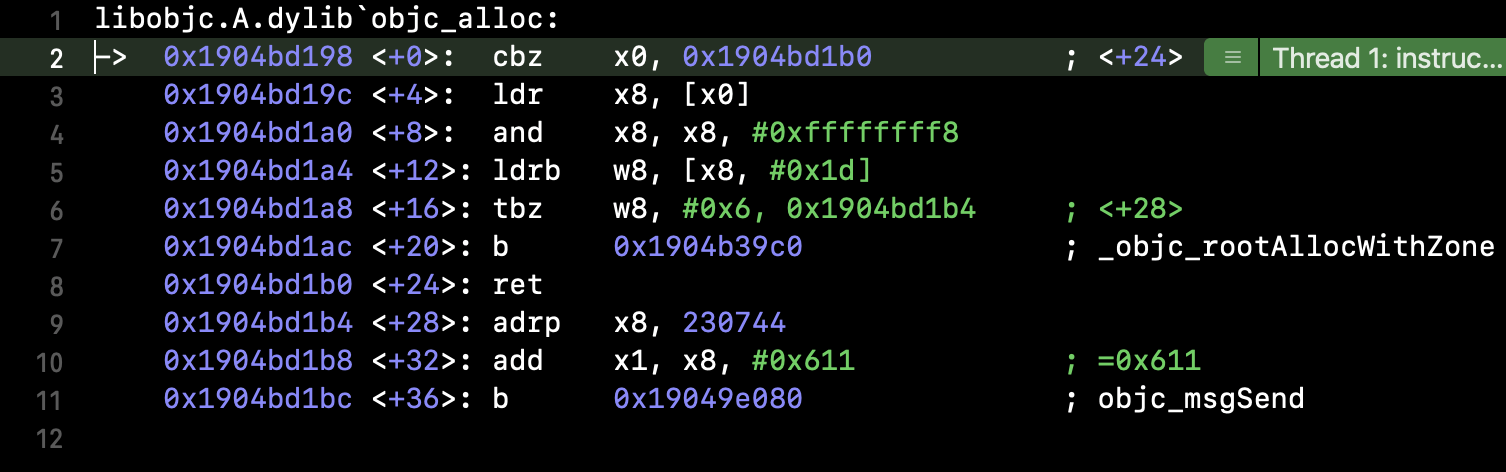 1 libobjc.A.dylib`objc_alloc:
2 -> 0x1904bd198 <+0>: cbz x0, 0x1904bd1b0 ; <+24> Thread 1: instruc...
3 0x1904bd19c <+4>: ldr x8, [x0]
4 0x1904bd1a0 <+8>: and x8, x8, #0xffffffff8
5 0x1904bd1a4 <+12>: ldrb w8, [x8, #0x1d]
6 0x1904bd1a8 <+16>: tbz w8, #0x6, 0x1904bd1b4 ; <+28>
7 0x1904bd1ac <+20>: b 0x1904b39c0 ; _objc_rootAllocWithZone
8 0x1904bd1b0 <+24>: ret
9 0x1904bd1b4 <+28>: adrp x8, 230744
10 0x1904bd1b8 <+32>: add x1, x8, #0x611 ; =0x611
11 0x1904bd1bc <+36>: b 0x19049e080 ; objc_msgSend
12